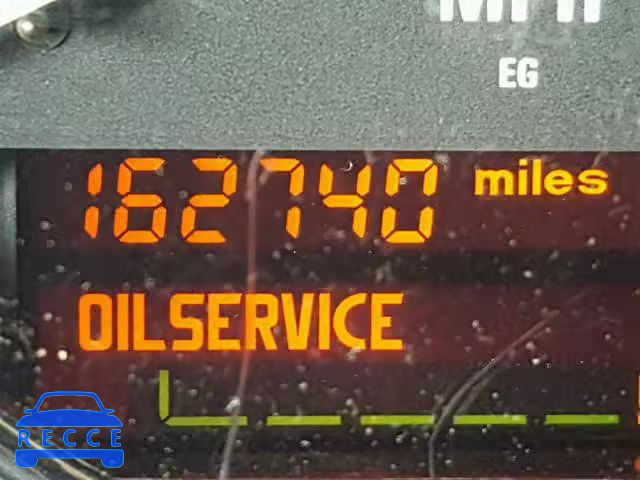 MPH
EG
162740 miles
OILSERVICE
RECCE